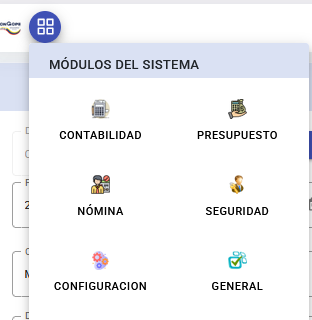 MÓDULOS DEL SISTEMA
CONTABILIDAD PRESUPUESTO
NÓMINA SEGURIDAD
CONFIGURACION GENERAL